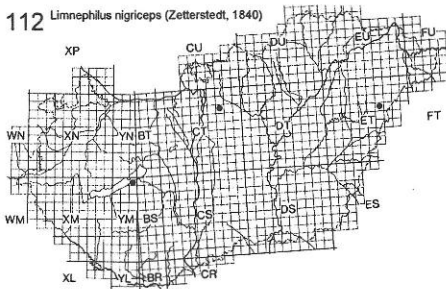 112 Limnephilus nigriceps (Zetterstedt, 1840)
XP CU DU EU FU
WN XN YN BT CT DT ET FT
WM XM YM BS CS DS ES
XL YL BR CR